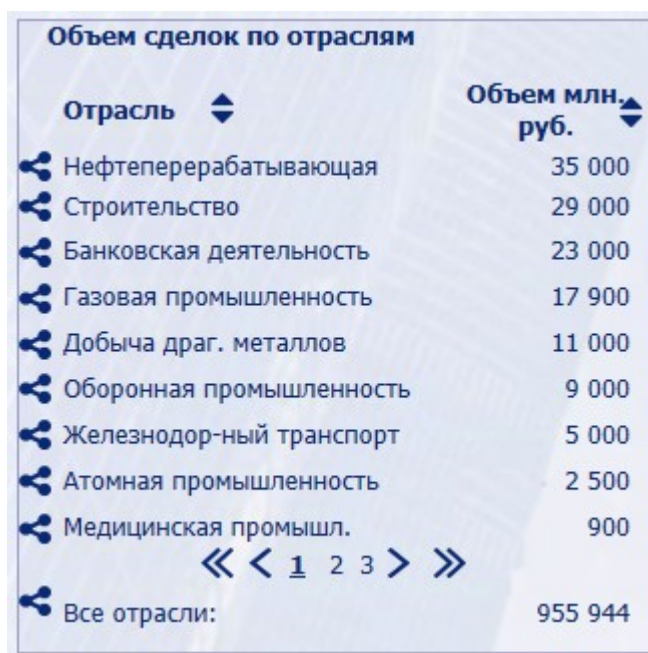 Объем сделок по отраслям
Отрасль Объем млн. руб.
Нефтеперерабатывающая 35 000
Строительство 29 000
Банковская деятельность 23 000
Газовая промышленность 17 900
Добыча драг. металлов 11 000
Оборонная промышленность 9 000
Железнодор-ный транспорт 5 000
Атомная промышленность 2 500
Медицинская промышл. 900
1 2 3
Все отрасли: 955 944